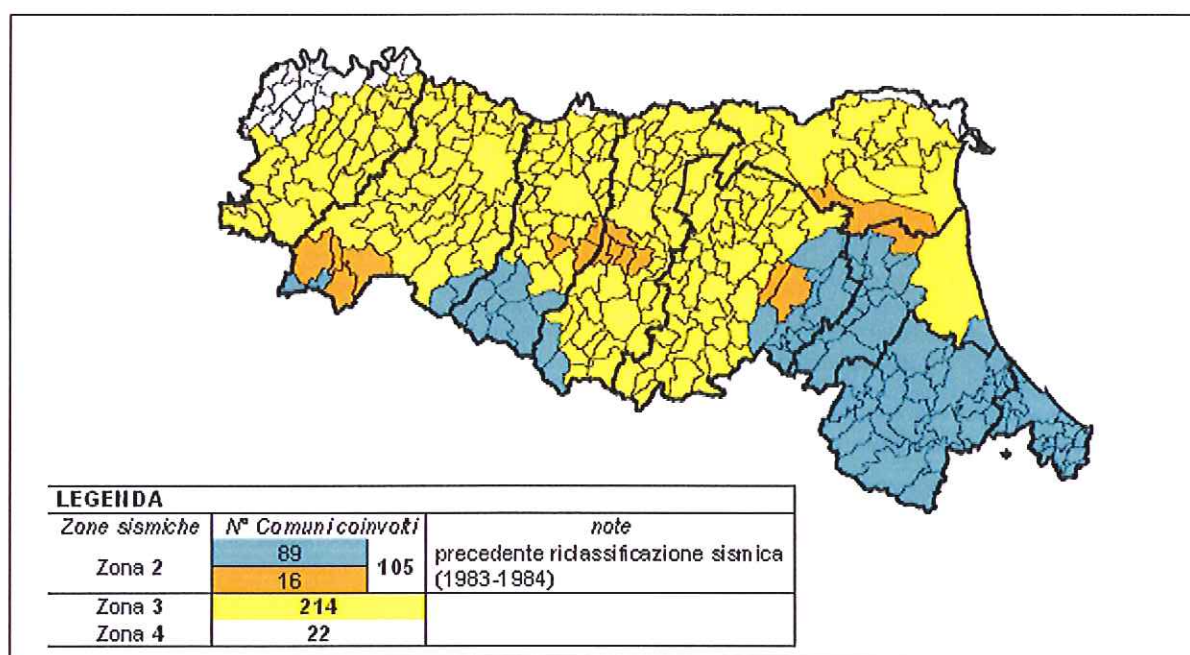 LEGENDA
Zone sismiche N° Comuni coinvolti note
Zona 2 89 105 precedente riclassificazione sismica
16 (1983-1984)
Zona 3 214
Zona 4 22